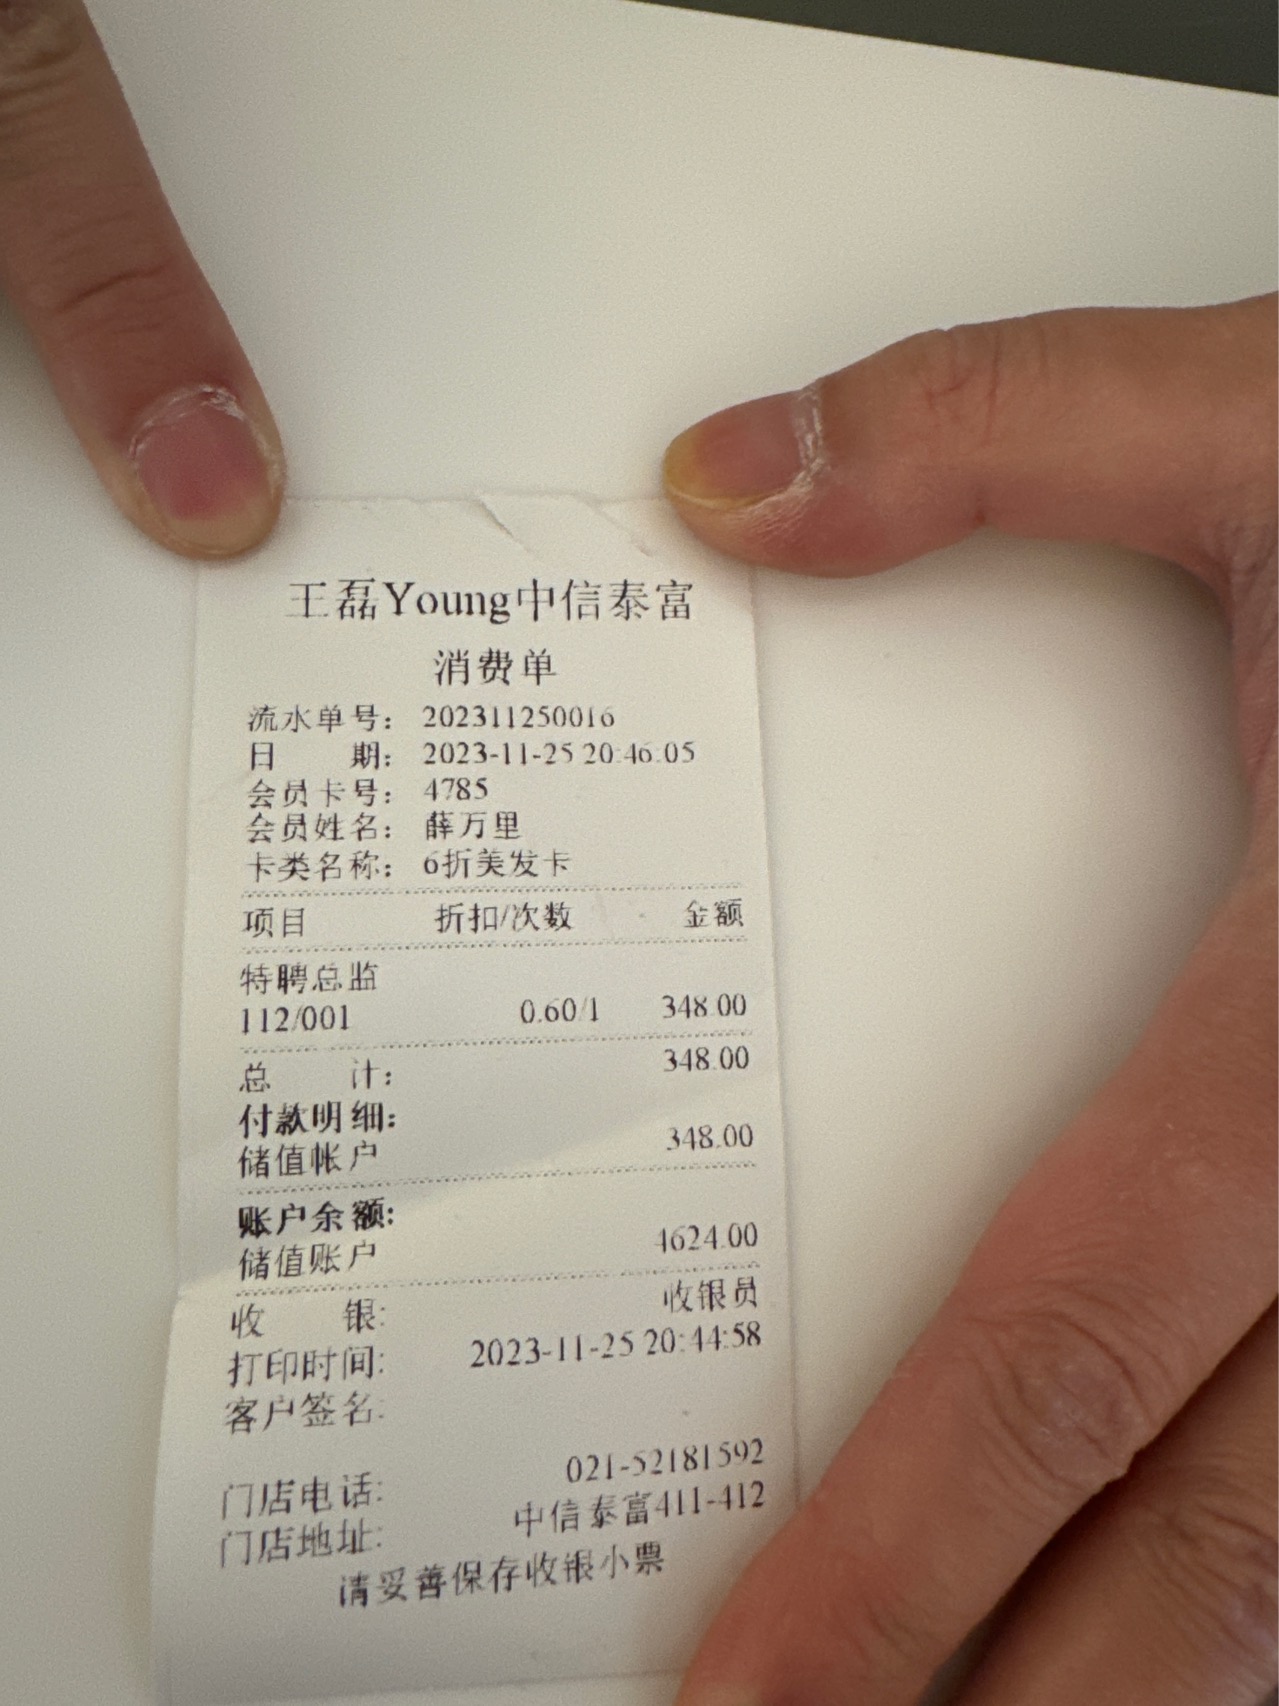 王磊Young中信泰富
消费单
流水单号： 202311250016
日 期： 2023-11-25 20:46:05
会员卡号： 4785
会员姓名： 薛万里
卡类名称： 6折美发卡
项目 折扣/次数 金额
特聘总监
112/001 0.60/1 348.00
总 计： 348.00
付款明细：
储值帐户 348.00
账户余额：
储值账户 4624.00
收 银： 收银员
打印时间： 2023-11-25 20:44:58
客户签名：
门店电话： 021-52181592
门店地址： 中信泰富411-412
请妥善保存收银小票